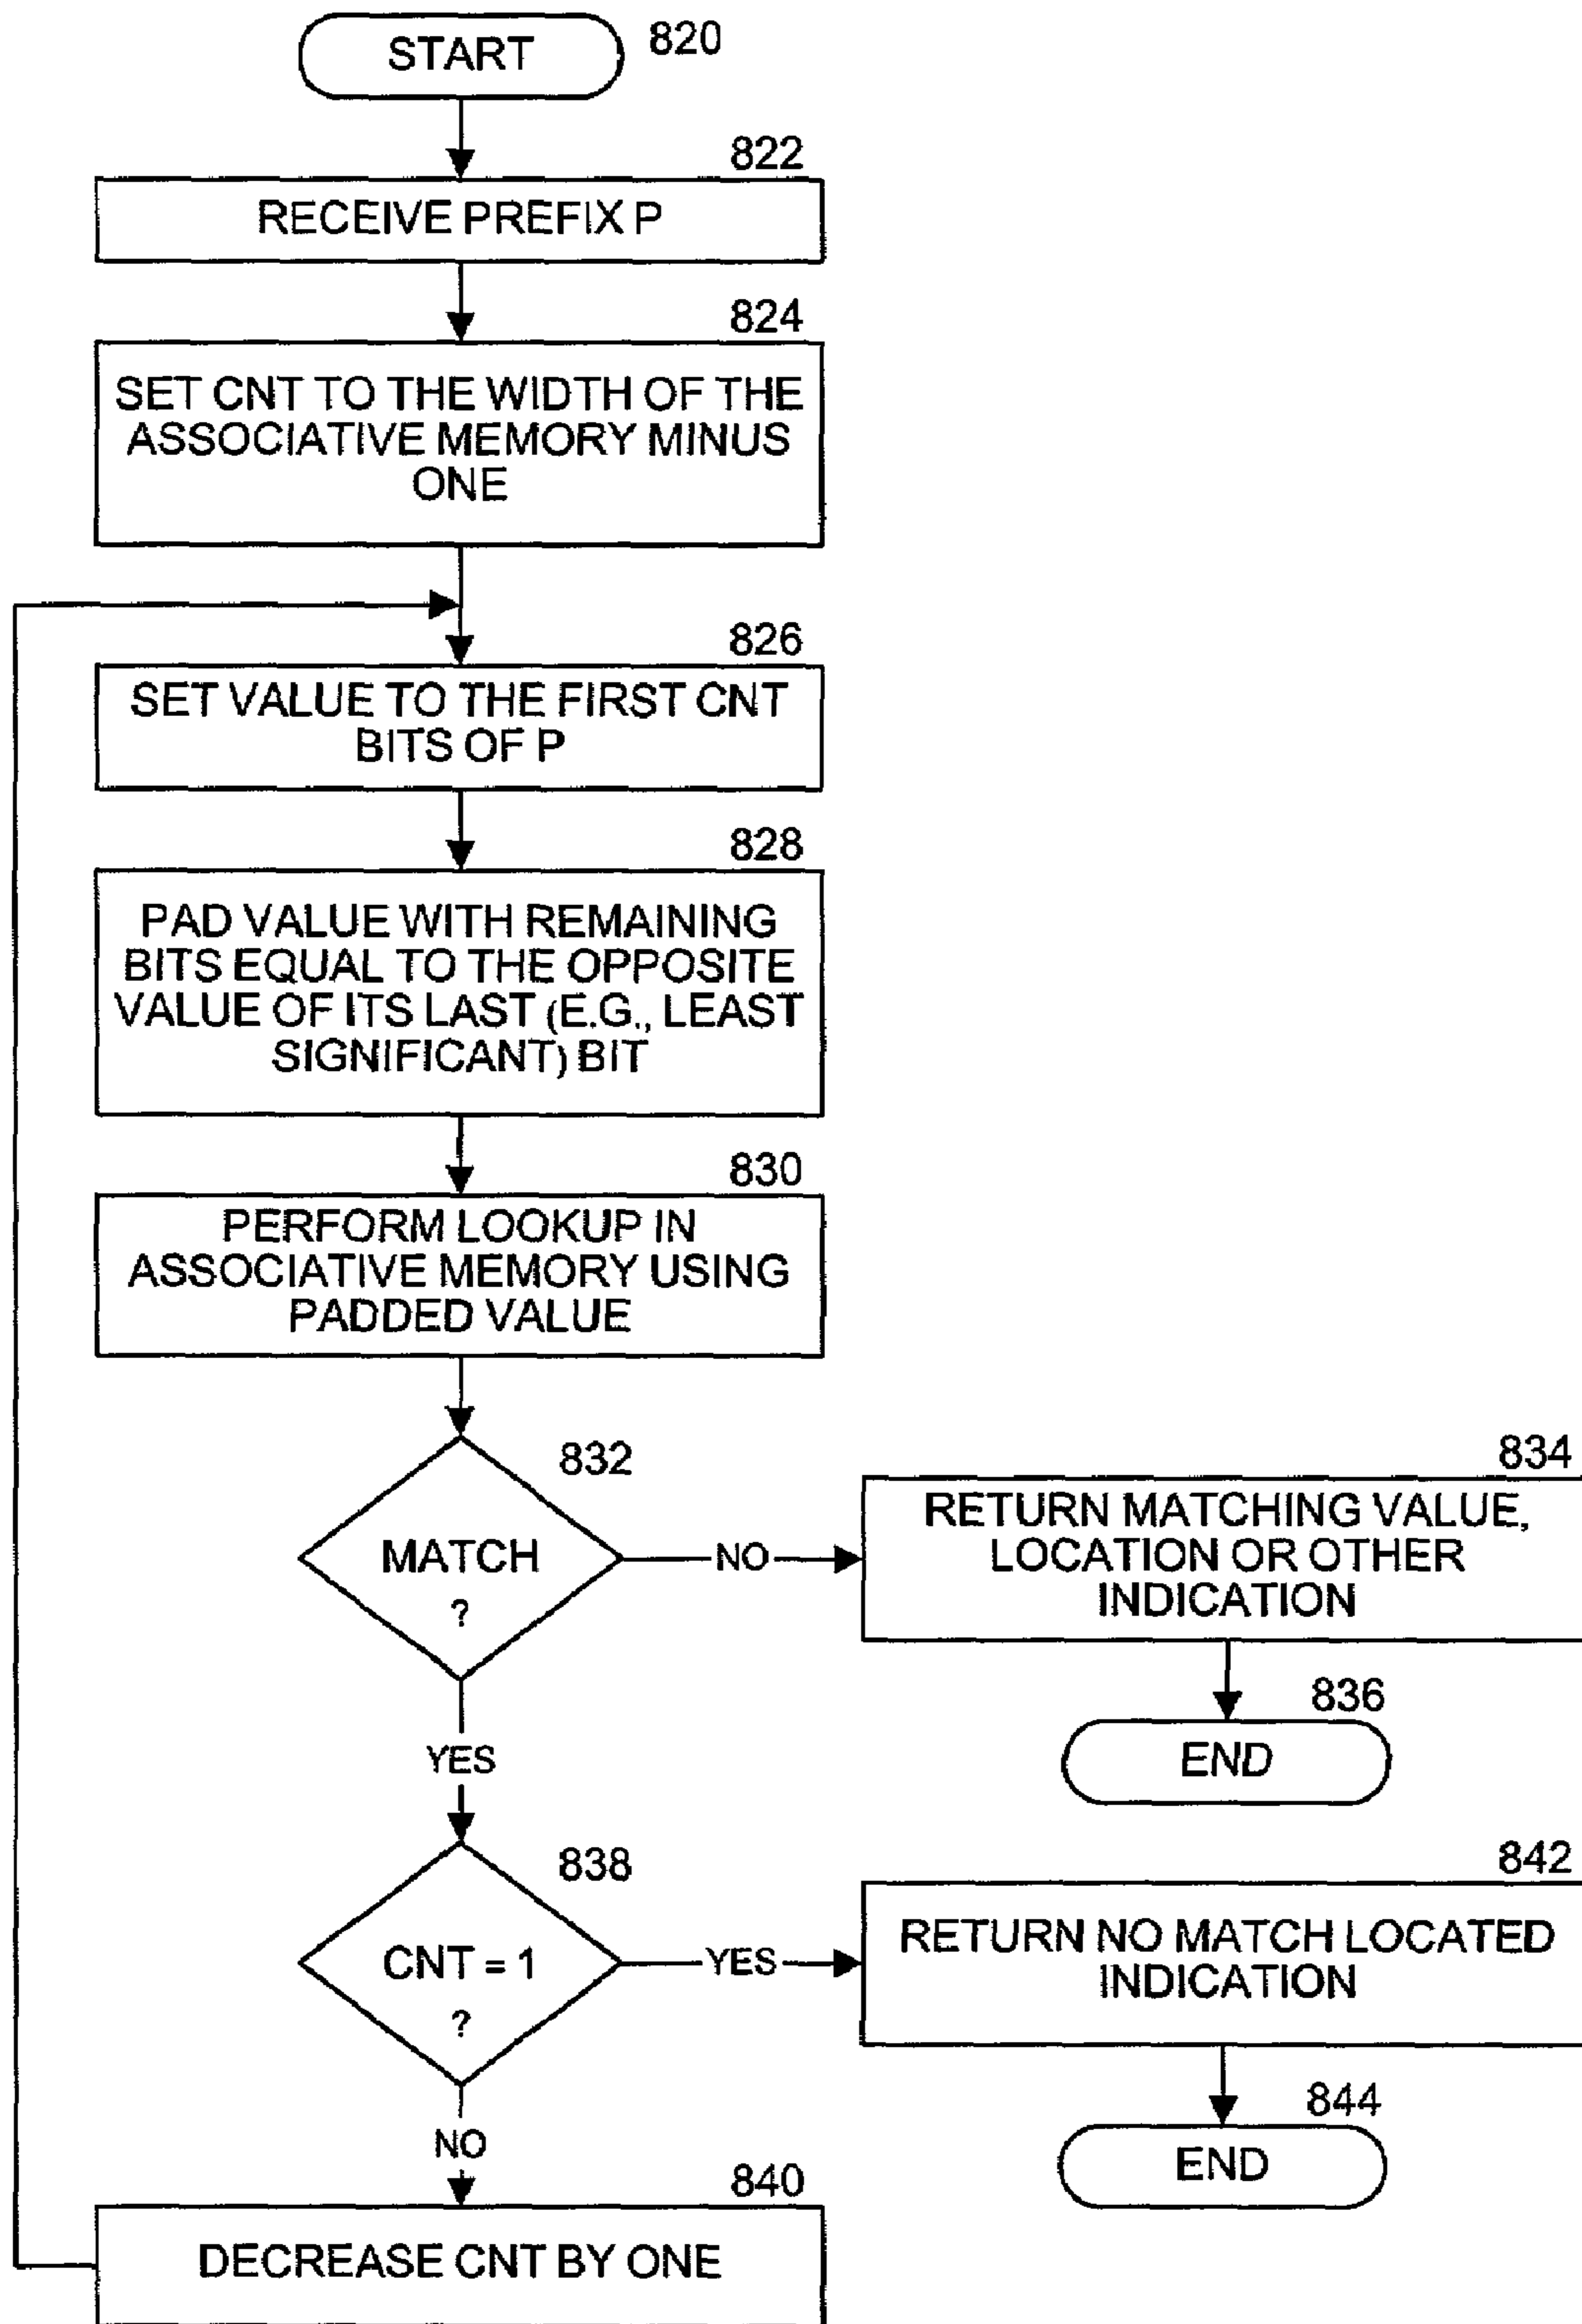 START
820
822
RECEIVE PREFIX P
824
SET CNT TO THE WIDTH OF THE
ASSOCIATIVE MEMORY MINUS
ONE
826
SET VALUE TO THE FIRST CNT
BITS OF P
828
PAD VALUE WITH REMAINING
BITS EQUAL TO THE OPPOSITE
VALUE OF ITS LAST (E.G., LEAST
SIGNIFICANT) BIT
830
PERFORM LOOKUP IN
ASSOCIATIVE MEMORY USING
PADDED VALUE
832
MATCH
?
NO
834
RETURN MATCHING VALUE,
LOCATION OR OTHER
INDICATION
836
END
YES
838
CNT = 1
?
YES
842
RETURN NO MATCH LOCATED
INDICATION
844
END
NO
840
DECREASE CNT BY ONE